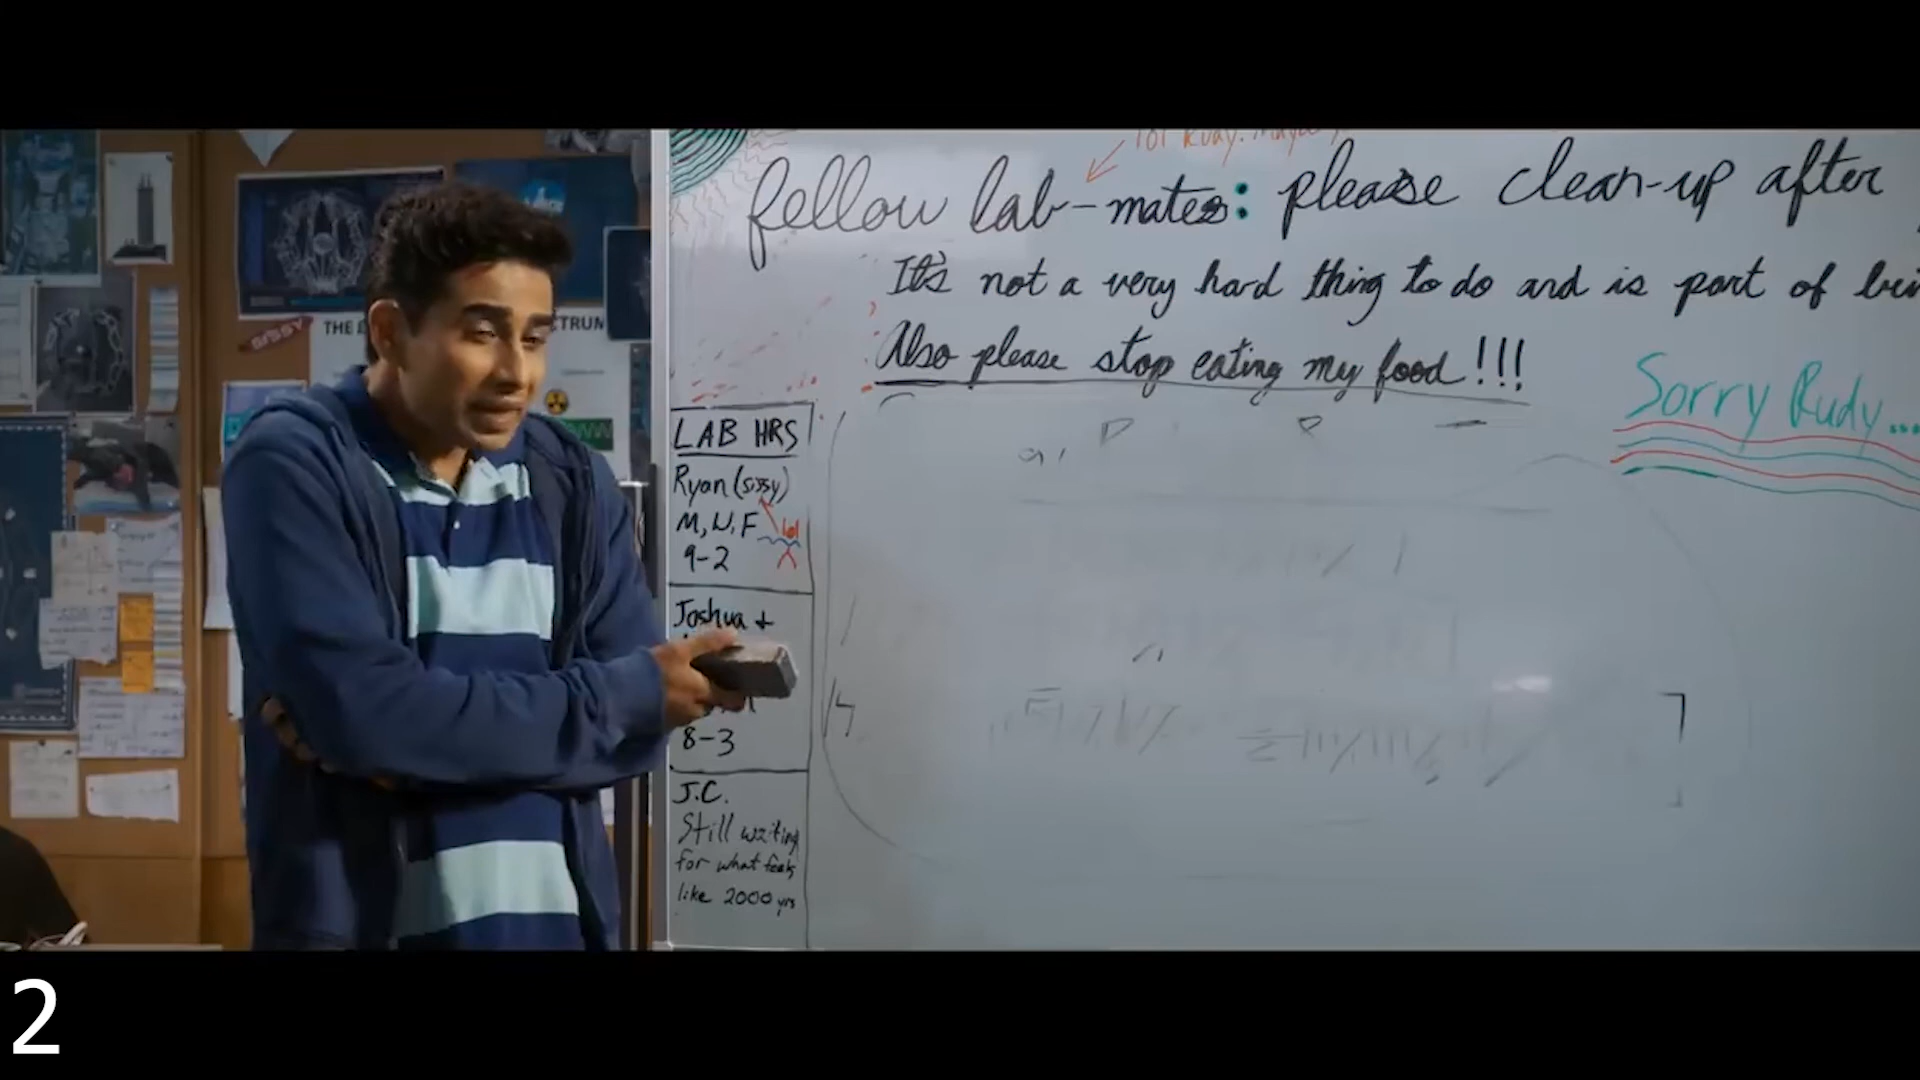 fellow lab-mates: please clean-up after
It's not a very hard thing to do and is part of
Also please stop eating my food!!!
Sorry Rudy...
SISSY
THE
LAB HRS
Ryan (sissy)
lol
M, W, F
9-2
Joshua +
8-3
J.C.
Still waiting
for what feels
like 2000 yrs
2